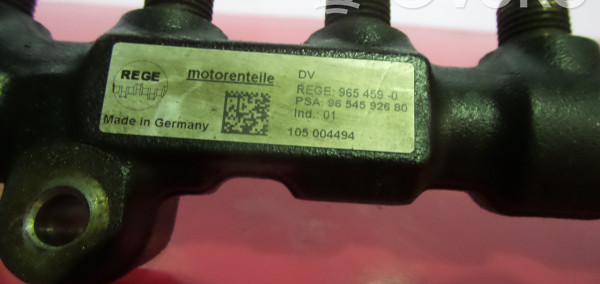 REGE
motorenteile
DV
REGE: 965 459 -0
PSA: 96 545 926 80
Ind.: 01
Made in Germany
105 004494